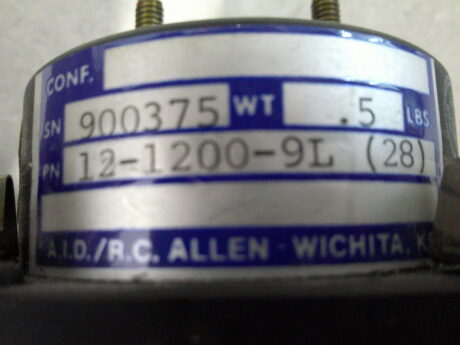 CONF.
SN 900375 WT .5 LBS
PN 12-1200-9L (28)
A.I.D./R.C. ALLEN - WICHITA, K